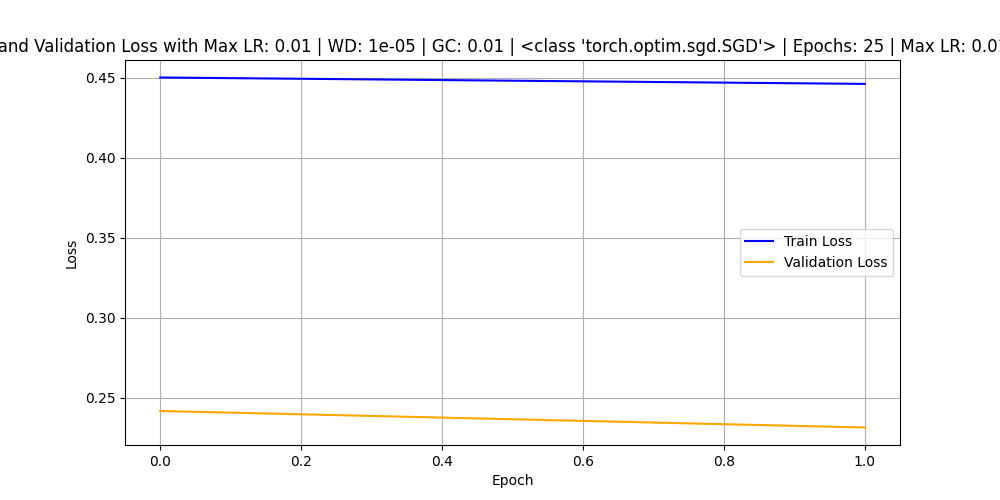 and Validation Loss with Max LR: 0.01 | WD: 1e-05 | GC: 0.01 | <class 'torch.optim.sgd.SGD'> | Epochs: 25 | Max LR: 0.01
0.45
0.40
0.35
0.30
0.25
Loss
Train Loss
Validation Loss
0.0 0.2 0.4 0.6 0.8 1.0
Epoch